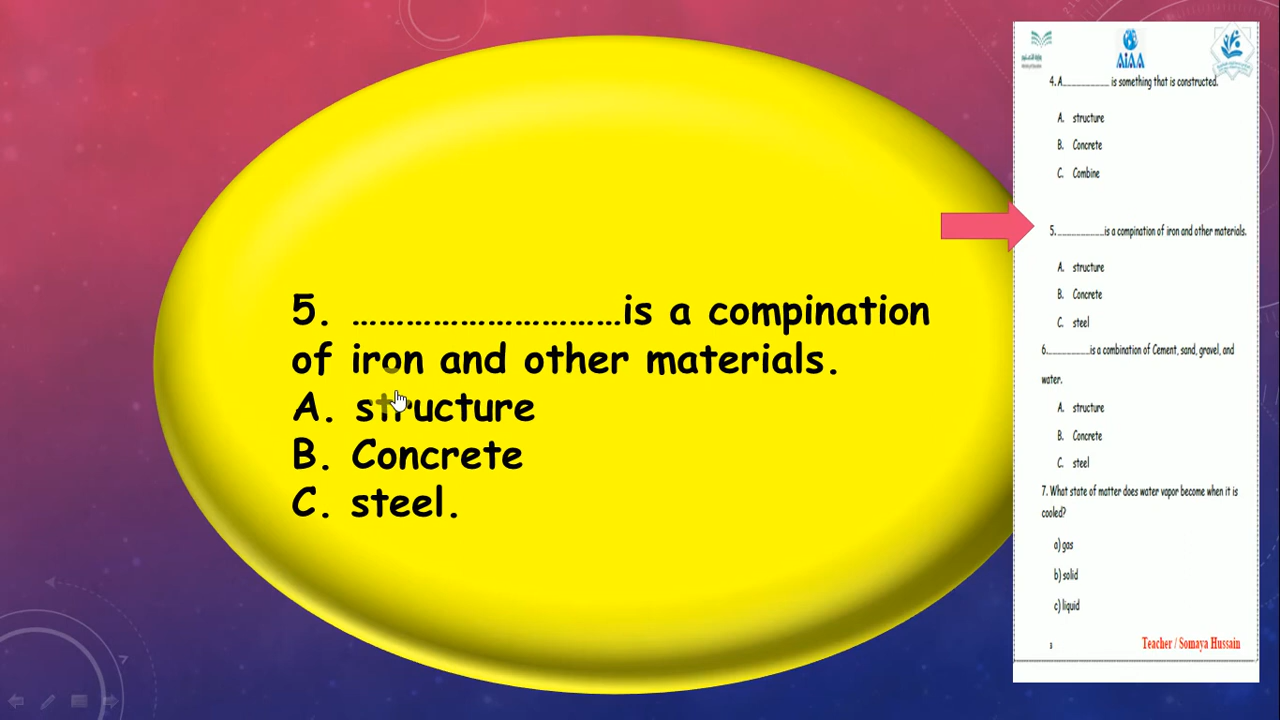 5. ..............................is a compination
of iron and other materials.
A. structure
B. Concrete
C. steel.
AIAA
4. A.................... is something that is constructed.
A. structure
B. Concrete
C. Combine
5. ....................is a compination of iron and other materials.
A. structure
B. Concrete
C. steel
6....................is a combination of Cement, sand, gravel, and
water.
A. structure
B. Concrete
C. steel
7. What state of matter does water vapor become when it is
cooled?
a) gas
b) solid
c) liquid
3
Teacher / Somaya Hussain